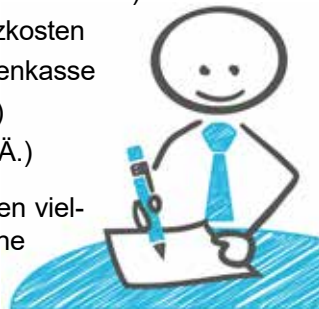 )
zkosten
enkasse
)
Ä.)
en viel-
ne